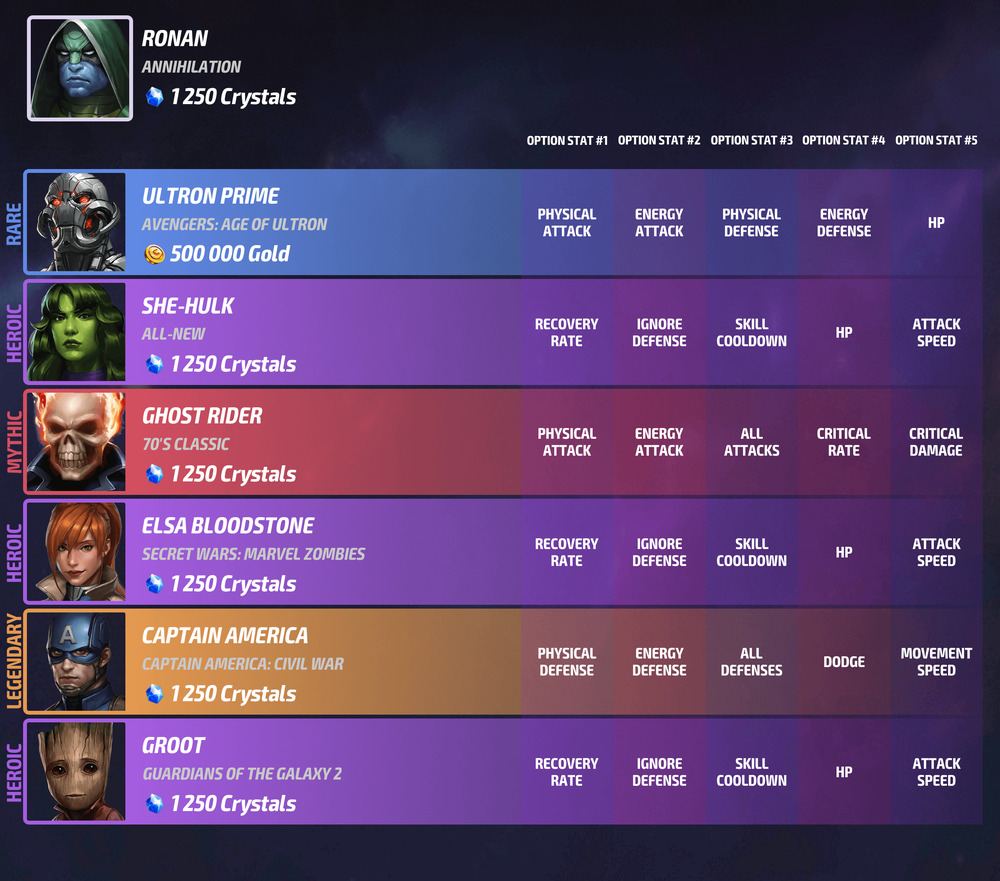 RONAN
ANNIHILATION
1 250 Crystals
OPTION STAT #1 OPTION STAT #2 OPTION STAT #3 OPTION STAT #4 OPTION STAT #5
RARE
ULTRON PRIME
AVENGERS: AGE OF ULTRON
500 000 Gold
PHYSICAL ATTACK
ENERGY ATTACK
PHYSICAL DEFENSE
ENERGY DEFENSE
HP
HEROIC
SHE-HULK
ALL-NEW
1 250 Crystals
RECOVERY RATE
IGNORE DEFENSE
SKILL COOLDOWN
HP
ATTACK SPEED
MYTHIC
GHOST RIDER
70'S CLASSIC
1 250 Crystals
PHYSICAL ATTACK
ENERGY ATTACK
ALL ATTACKS
CRITICAL RATE
CRITICAL DAMAGE
HEROIC
ELSA BLOODSTONE
SECRET WARS: MARVEL ZOMBIES
1 250 Crystals
RECOVERY RATE
IGNORE DEFENSE
SKILL COOLDOWN
HP
ATTACK SPEED
LEGENDARY
A
CAPTAIN AMERICA
CAPTAIN AMERICA: CIVIL WAR
1 250 Crystals
PHYSICAL DEFENSE
ENERGY DEFENSE
ALL DEFENSES
DODGE
MOVEMENT SPEED
HEROIC
GROOT
GUARDIANS OF THE GALAXY 2
1 250 Crystals
RECOVERY RATE
IGNORE DEFENSE
SKILL COOLDOWN
HP
ATTACK SPEED